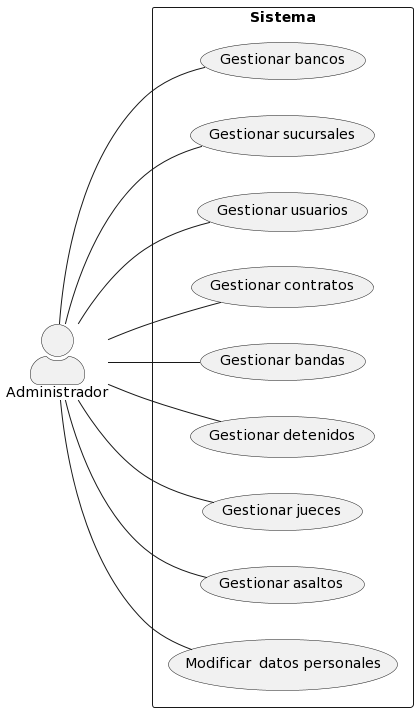 Sistema
Gestionar bancos
Gestionar sucursales
Gestionar usuarios
Gestionar contratos
Administrador
Gestionar bandas
Gestionar detenidos
Gestionar jueces
Gestionar asaltos
Modificar  datos personales